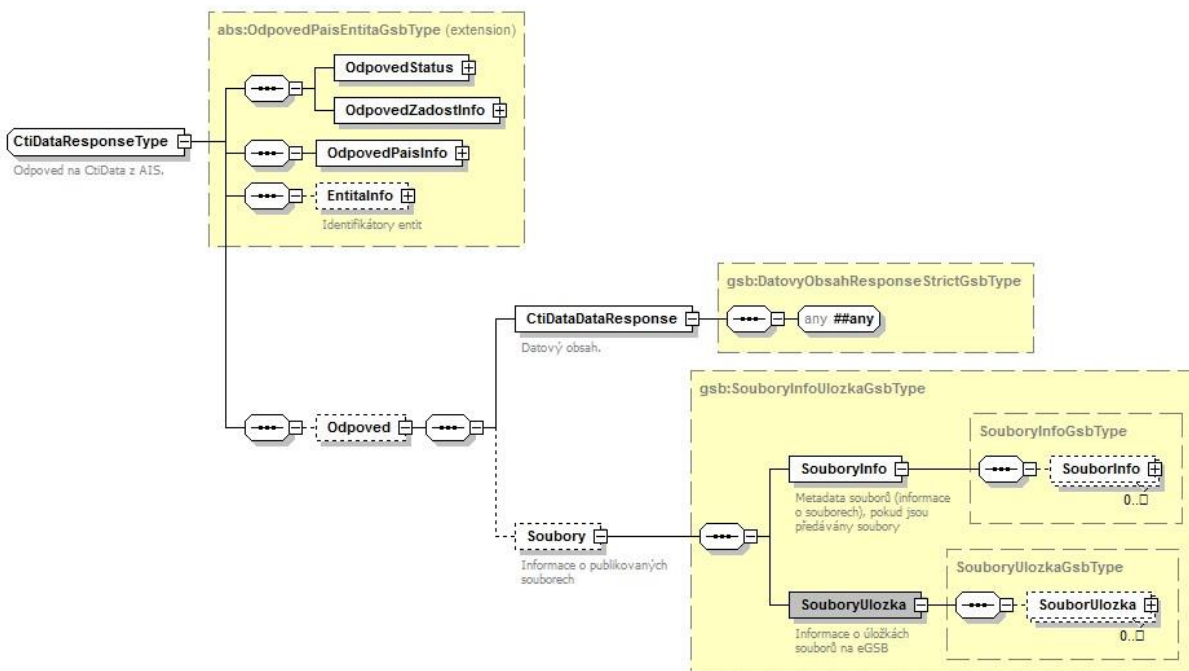 abs:OdpovedPaisEntitaGsbType (extension)
OdpovedStatus
OdpovedZadostInfo
CtiDataResponseType
Odpoved na CtiData z AIS.
OdpovedPaisInfo
EntitaInfo
Identifikátory entit
gsb:DatovyObsahResponseStrictGsbType
CtiDataDataResponse
any ##any
Datový obsah.
gsb:SouboryInfoUlozkaGsbType
Odpoved
SouboryInfoGsbType
SouboryInfo
SouborInfo
Metadata souborů (informace
o souborech), pokud jsou
předávány soubory
0..□
Soubory
Informace o publikovaných
souborech
SouboryUlozkaGsbType
SouboryUlozka
SouborUlozka
Informace o úložkách
souborů na eGSB
0..□